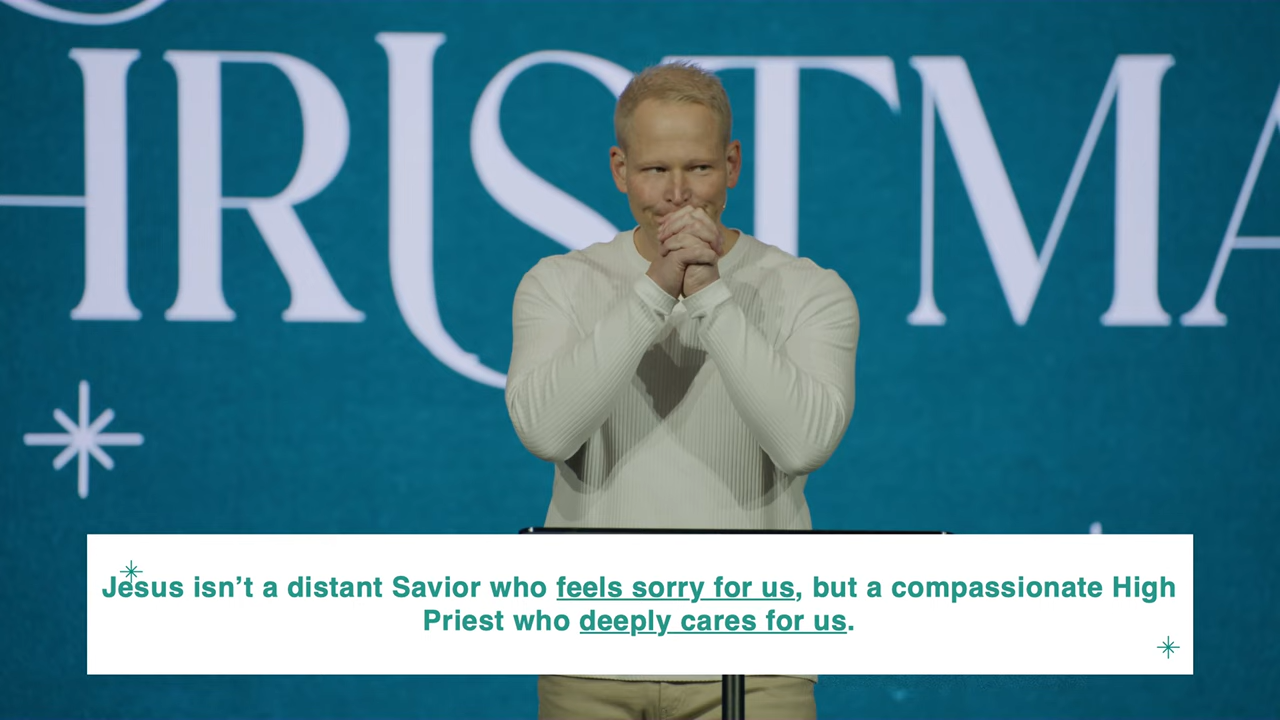 HRISTMA
Jesus isn’t a distant Savior who feels sorry for us, but a compassionate High
Priest who deeply cares for us.